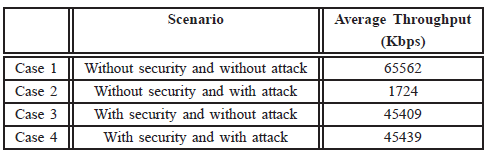 Scenario Average Throughput
(Kbps)
Case 1 Without security and without attack 65562
Case 2 Without security and with attack 1724
Case 3 With security and without attack 45409
Case 4 With security and with attack 45439